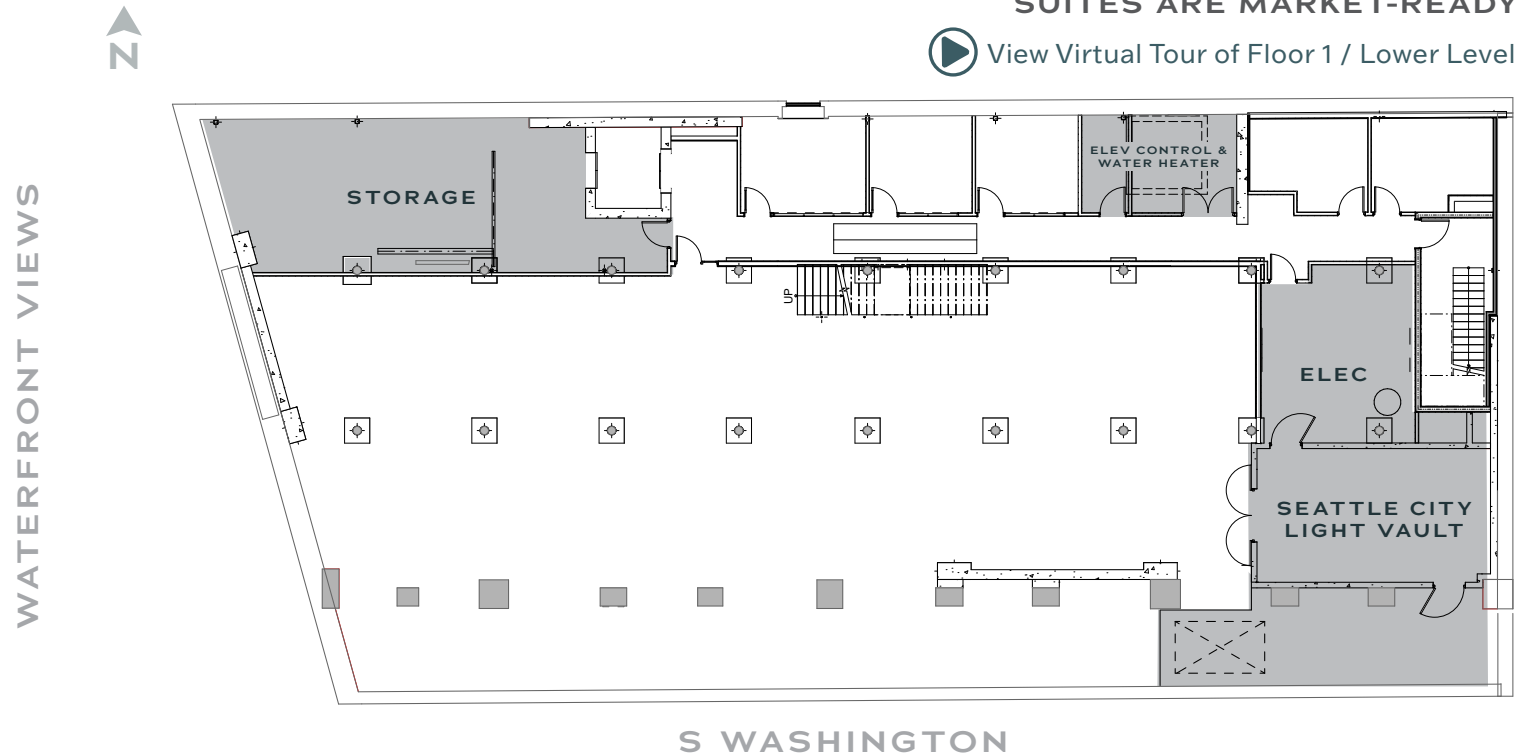 SUITES ARE MARKET-READY
N
View Virtual Tour of Floor 1 / Lower Level
ELEV CONTROL &
WATER HEATER
STORAGE
UP
ELEC
SEATTLE CITY
LIGHT VAULT
WATERFRONT VIEWS
S WASHINGTON